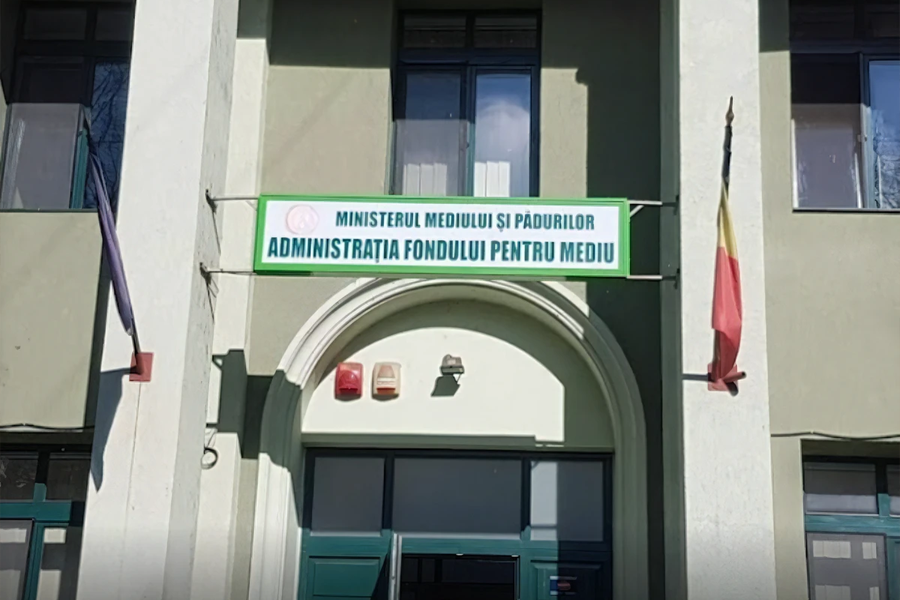 MINISTERUL MEDIULUI ȘI PĂDURILOR
ADMINISTRAȚIA FONDULUI PENTRU MEDIU